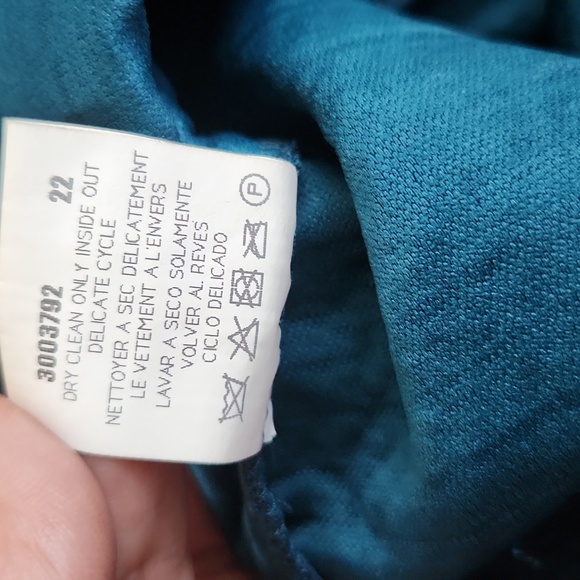 3003792 22
DRY CLEAN ONLY INSIDE OUT
DELICATE CYCLE
NETTOYER A SEC DELICATEMENT
LE VETEMENT A L'ENVERS
LAVAR A SECO SOLAMENTE
VOLVER AL REVES
CICLO DELICADO
P